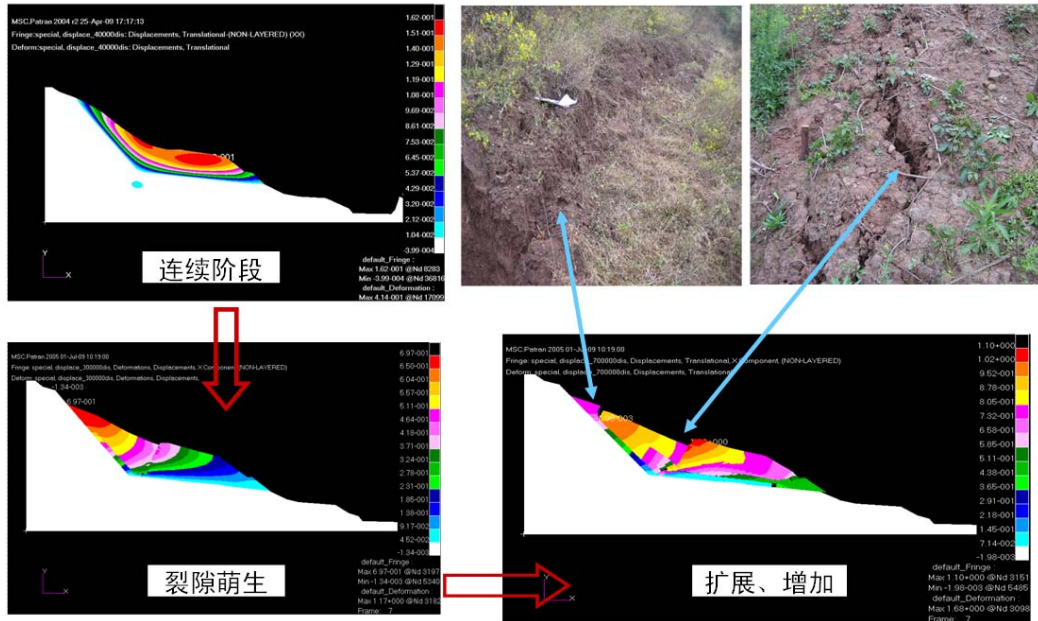 MSC.Patran 2004 r2 25-Apr-09 17:17:13
Fringe:special, displace_40000dis: Displacements, Translational-(NON-LAYERED) (XX)
Deform:special, displace_40000dis: Displacements, Translational
1.62-001
1.51-001
1.40-001
1.29-001
1.19-001
1.08-001
9.69-002
8.61-002
7.53-002
6.45-002
5.37-002
4.29-002
3.20-002
2.12-002
1.04-002
-3.99-004
Y
X
连续阶段
default_Fringe :
Max 1.62-001 @Nd 8283
Min -3.99-004 @Nd 36816
default_Deformation :
Max 4.14-001 @Nd 17099
MSC.Patran 2005 01-Jul-09 10:19:00
Fringe: special, displace_300000dis, Deformations, Displacements, X Component, (NON-LAYERED)
Deform: special, displace_300000dis, Deformations, Displacements,
-1.34-003
6.97-001
6.97-001
6.50-001
6.04-001
5.57-001
5.11-001
4.64-001
4.18-001
3.71-001
3.24-001
2.78-001
2.31-001
1.85-001
1.38-001
9.17-002
4.52-002
-1.34-003
Y
X
裂隙萌生
default_Fringe :
Max 6.97-001 @Nd 3197
Min -1.34-003 @Nd 5340
default_Deformation :
Max 1.17+000 @Nd 3182
Frame: 7
MSC.Patran 2005 01-Jul-09 10:19:00
Fringe: special, displace_700000dis, Displacements, Translational, X Component, (NON-LAYERED)
Deform: special, displace_700000dis, Displacements, Translational,
1.10+000
1.02+000
9.52-001
8.78-001
8.05-001
7.32-001
6.58-001
5.85-001
5.11-001
4.38-001
3.65-001
2.91-001
2.18-001
1.45-001
7.14-002
-1.98-003
Y
X
扩展、增加
default_Fringe :
Max 1.10+000 @Nd 3151
Min -1.98-003 @Nd 5485
default_Deformation :
Max 1.68+000 @Nd 3098
Frame: 7